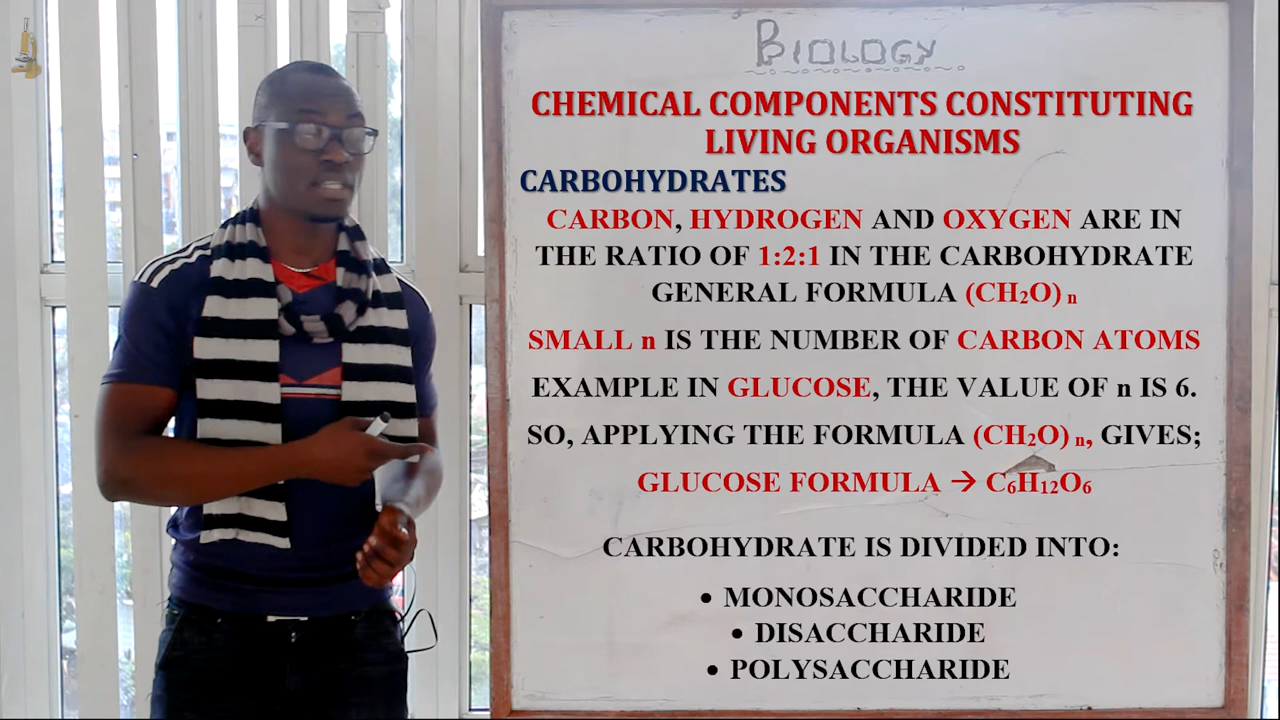 BIOLOGY
CHEMICAL COMPONENTS CONSTITUTING
LIVING ORGANISMS
CARBOHYDRATES
CARBON, HYDROGEN AND OXYGEN ARE IN
THE RATIO OF 1:2:1 IN THE CARBOHYDRATE
GENERAL FORMULA (CH₂O) ₙ
SMALL n IS THE NUMBER OF CARBON ATOMS
EXAMPLE IN GLUCOSE, THE VALUE OF n IS 6.
SO, APPLYING THE FORMULA (CH₂O) ₙ, GIVES;
GLUCOSE FORMULA → C₆H₁₂O₆
CARBOHYDRATE IS DIVIDED INTO:
• MONOSACCHARIDE
• DISACCHARIDE
• POLYSACCHARIDE